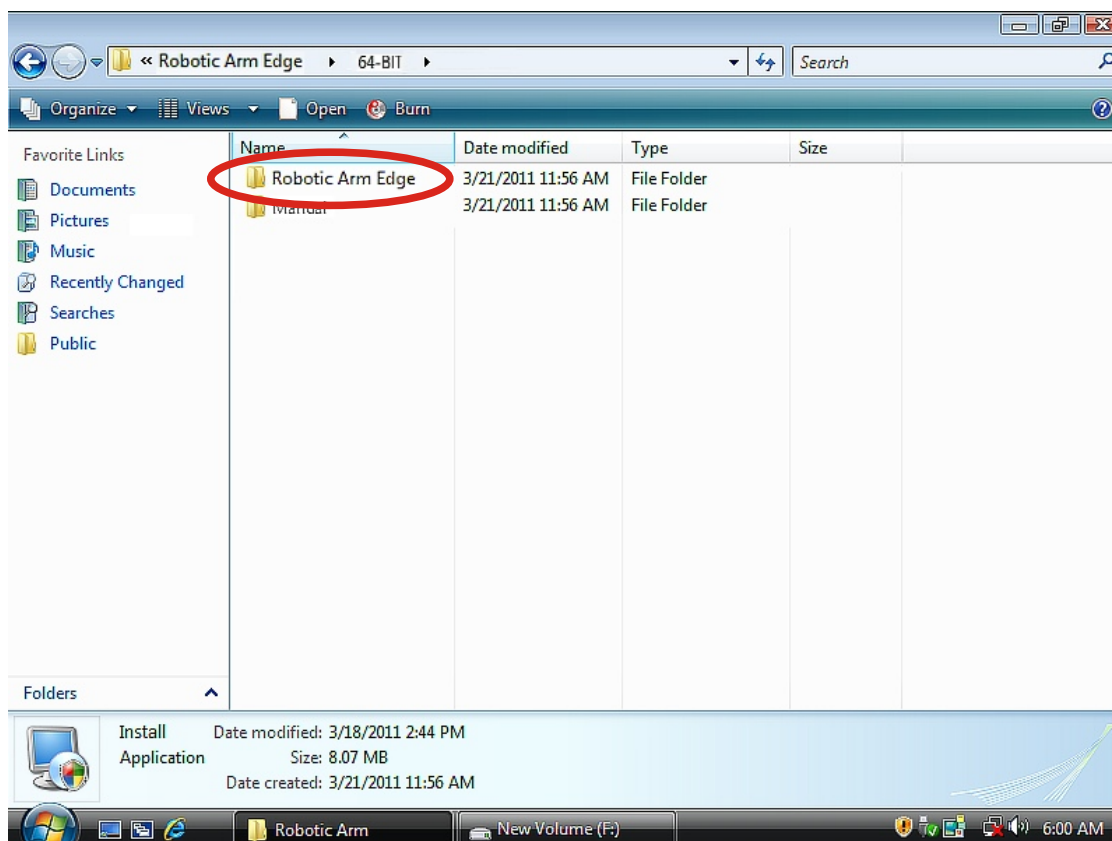 « Robotic Arm Edge 64-BIT Search
Organize Views Open Burn
Favorite Links
Documents
Pictures
Music
Recently Changed
Searches
Public
Folders
Name Date modified Type Size
Robotic Arm Edge 3/21/2011 11:56 AM File Folder
Manual 3/21/2011 11:56 AM File Folder
Install Date modified: 3/18/2011 2:44 PM
Application Size: 8.07 MB
Date created: 3/21/2011 11:56 AM
Robotic Arm New Volume (F:) 6:00 AM